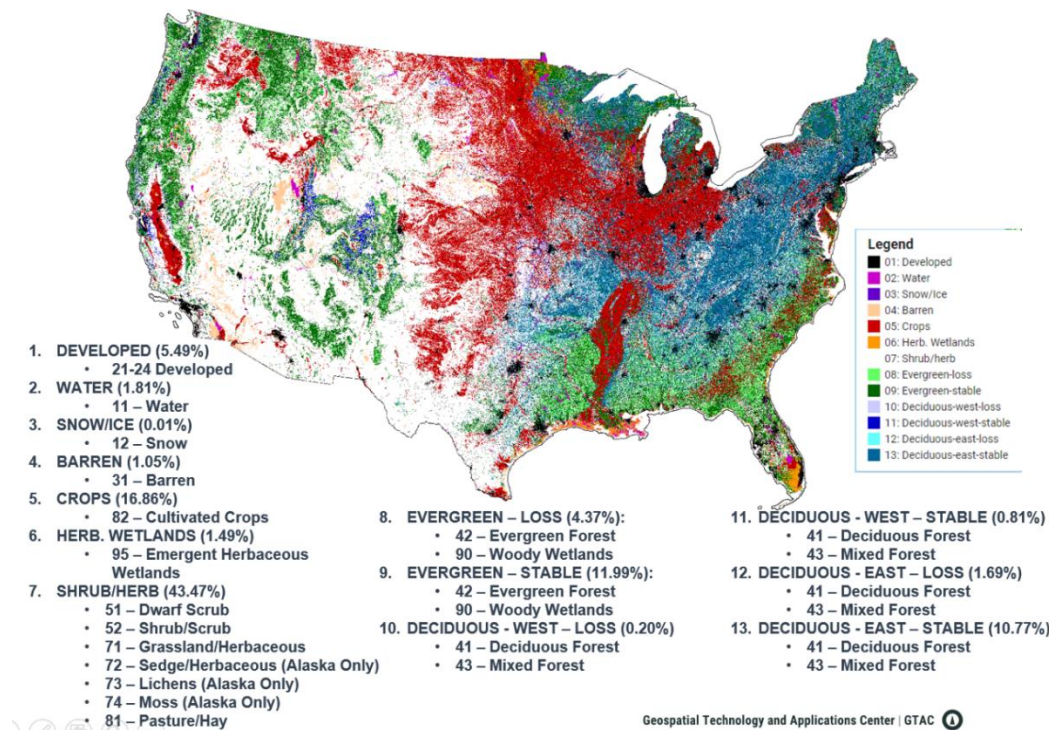 Legend
01: Developed
02: Water
03: Snow/Ice
04: Barren
05: Crops
06: Herb. Wetlands
07: Shrub/herb
08: Evergreen-loss
09: Evergreen-stable
10: Deciduous-west-loss
11: Deciduous-west-stable
12: Deciduous-east-loss
13: Deciduous-east-stable
1. DEVELOPED (5.49%)
• 21-24 Developed
2. WATER (1.81%)
• 11 – Water
3. SNOW/ICE (0.01%)
• 12 – Snow
4. BARREN (1.05%)
• 31 – Barren
5. CROPS (16.86%)
• 82 – Cultivated Crops
6. HERB. WETLANDS (1.49%)
• 95 – Emergent Herbaceous
Wetlands
7. SHRUB/HERB (43.47%)
• 51 – Dwarf Scrub
• 52 – Shrub/Scrub
• 71 – Grassland/Herbaceous
• 72 – Sedge/Herbaceous (Alaska Only)
• 73 – Lichens (Alaska Only)
• 74 – Moss (Alaska Only)
• 81 – Pasture/Hay
8. EVERGREEN – LOSS (4.37%):
• 42 – Evergreen Forest
• 90 – Woody Wetlands
9. EVERGREEN – STABLE (11.99%):
• 42 – Evergreen Forest
• 90 – Woody Wetlands
10. DECIDUOUS - WEST – LOSS (0.20%)
• 41 – Deciduous Forest
• 43 – Mixed Forest
11. DECIDUOUS - WEST – STABLE (0.81%)
• 41 – Deciduous Forest
• 43 – Mixed Forest
12. DECIDUOUS - EAST – LOSS (1.69%)
• 41 – Deciduous Forest
• 43 – Mixed Forest
13. DECIDUOUS - EAST – STABLE (10.77%)
• 41 – Deciduous Forest
• 43 – Mixed Forest
Geospatial Technology and Applications Center | GTAC